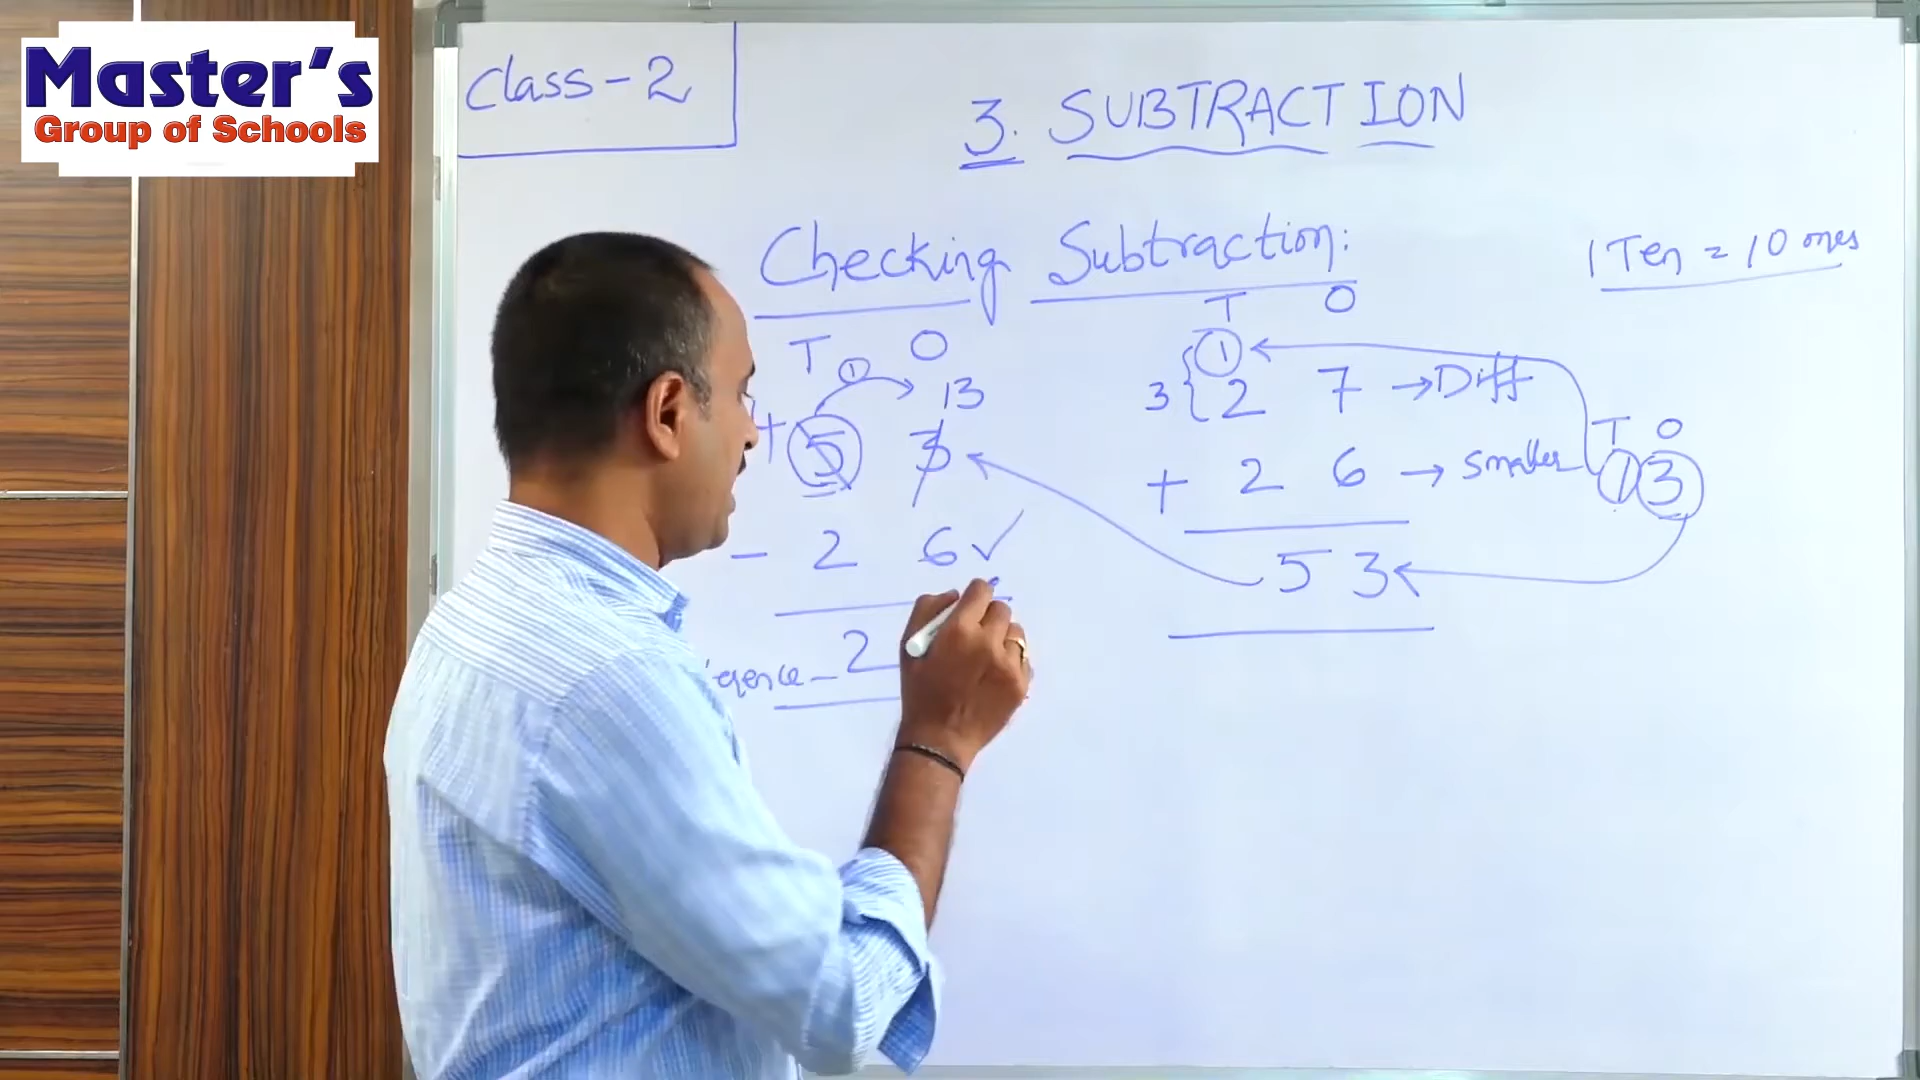 Master's
Group of Schools
Class - 2
3. SUBTRACTION
Checking Subtraction:
1 Ten = 10 ones
T O
1 13
+ 5 3
- 2 6 ✓
2
T O
1
3 { 2 7 → Diff
+ 2 6 → Smaller
5 3
T O
1 3